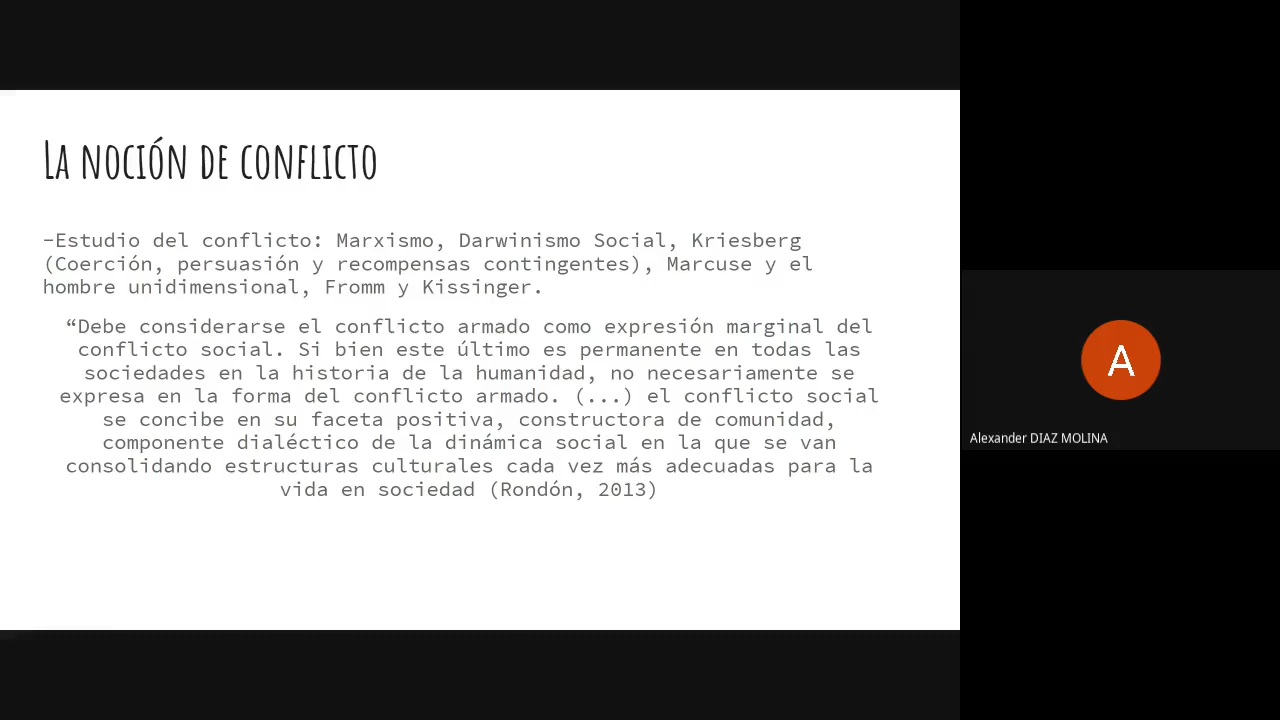 La noción de conflicto
-Estudio del conflicto: Marxismo, Darwinismo Social, Kriesberg
(Coerción, persuasión y recompensas contingentes), Marcuse y el
hombre unidimensional, Fromm y Kissinger.
“Debe considerarse el conflicto armado como expresión marginal del
conflicto social. Si bien este último es permanente en todas las
sociedades en la historia de la humanidad, no necesariamente se
expresa en la forma del conflicto armado. (...) el conflicto social
se concibe en su faceta positiva, constructora de comunidad,
componente dialéctico de la dinámica social en la que se van
consolidando estructuras culturales cada vez más adecuadas para la
vida en sociedad (Rondón, 2013)
A
Alexander DIAZ MOLINA